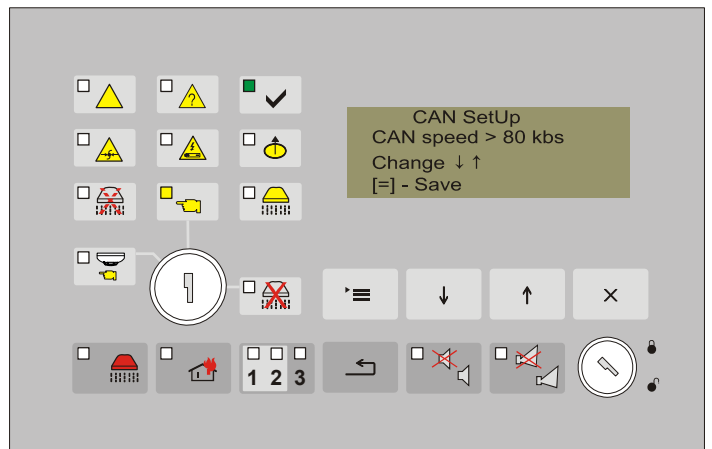 CAN SetUp
CAN speed > 80 kbs
Change ↓ ↑
[=] - Save
?
1 2 3